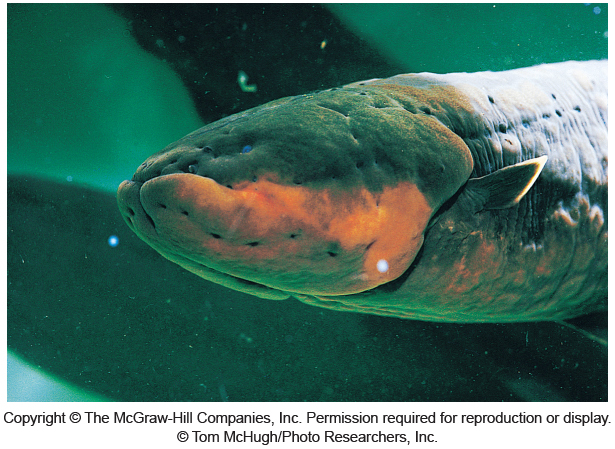 Copyright © The McGraw-Hill Companies, Inc. Permission required for reproduction or display.
© Tom McHugh/Photo Researchers, Inc.